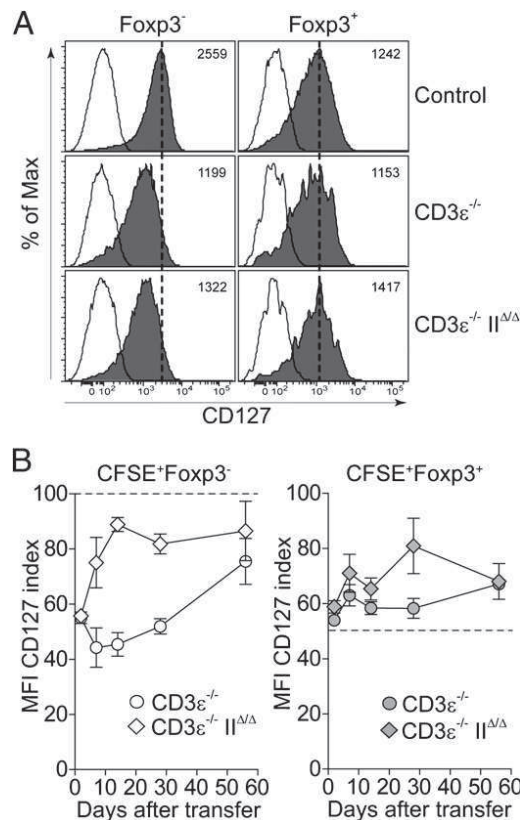 A
Foxp3⁻ Foxp3⁺
% of Max
2559 1242 Control
1199 1153 CD3ε⁻/⁻
1322 1417 CD3ε⁻/⁻ II^Δ/Δ
0 10² 10³ 10⁴ 10⁵ 0 10² 10³ 10⁴ 10⁵
CD127
B
CFSE⁺Foxp3⁻ CFSE⁺Foxp3⁺
MFI CD127 index
100
80
60
40
20
0
CD3ε⁻/⁻
CD3ε⁻/⁻ II^Δ/Δ
0 10 20 30 40 50 60
Days after transfer
MFI CD127 index
100
80
60
40
20
0
CD3ε⁻/⁻
CD3ε⁻/⁻ II^Δ/Δ
0 10 20 30 40 50 60
Days after transfer